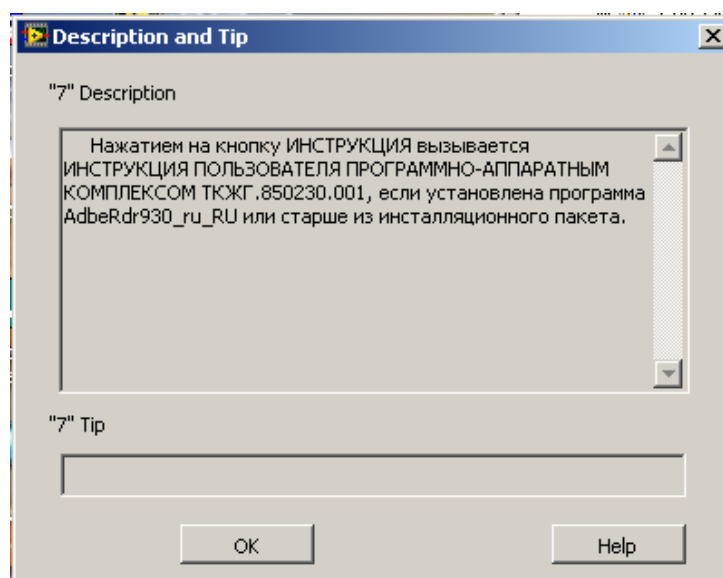 Description and Tip
"7" Description
Нажатием на кнопку ИНСТРУКЦИЯ вызывается
ИНСТРУКЦИЯ ПОЛЬЗОВАТЕЛЯ ПРОГРАММНО-АППАРАТНЫМ
КОМПЛЕКСОМ ТКЖГ.850230.001, если установлена программа
AdbeRdr930_ru_RU или старше из инсталляционного пакета.
"7" Tip
OK
Help